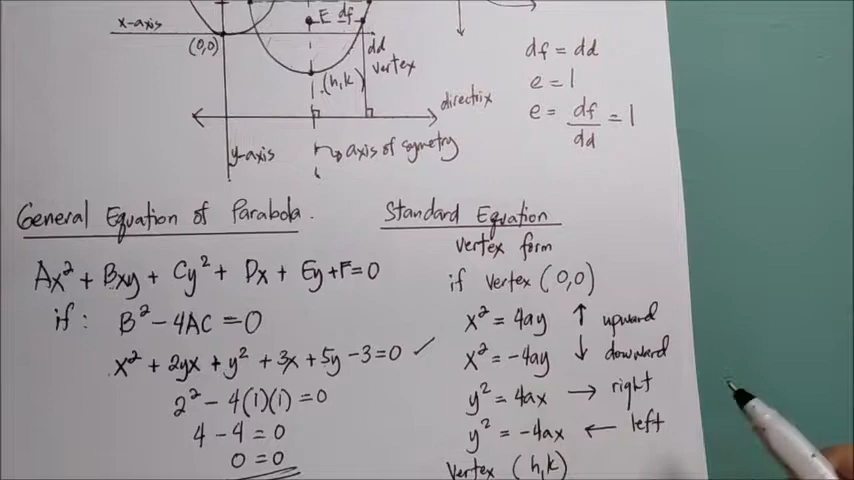 x-axis
(0,0)
E df
dd
vertex
(h,k)
directrix
y-axis
axis of symetry
df = dd
e = 1
e = df/dd = 1
General Equation of Parabola.
Ax² + Bxy + Cy² + Dx + Ey + F = 0
if: B² - 4AC = 0
x² + 2yx + y² + 3x + 5y - 3 = 0 ✓
2² - 4(1)(1) = 0
4 - 4 = 0
0 = 0
Standard Equation
vertex form
if vertex (0,0)
x² = 4ay ↑ upward
x² = -4ay ↓ downward
y² = 4ax → right
y² = -4ax ← left
Vertex (h,k)